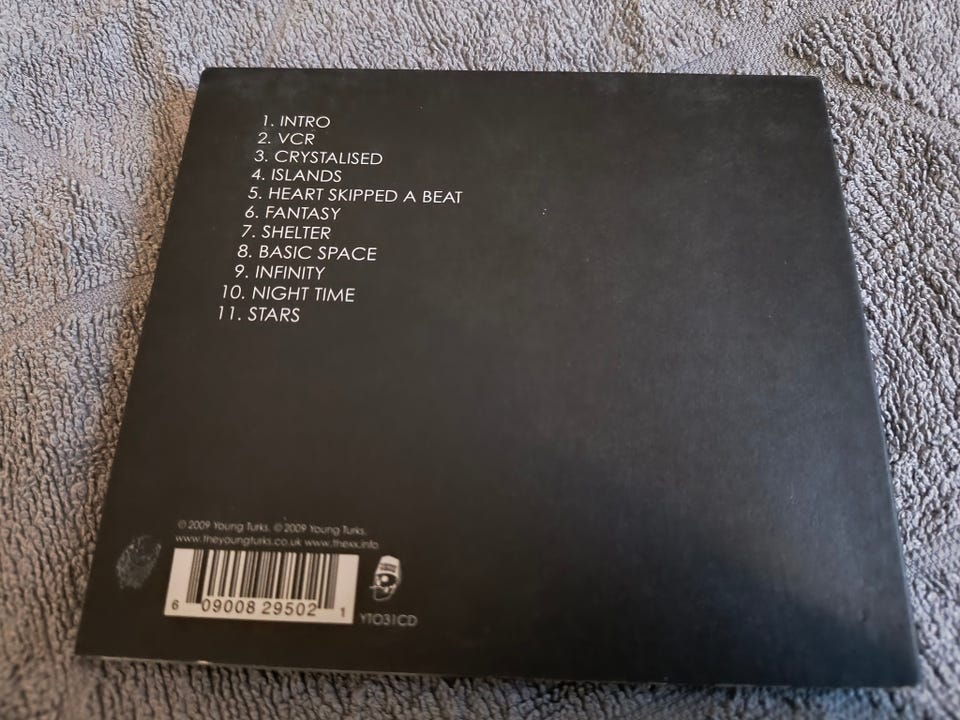 1. INTRO
2. VCR
3. CRYSTALISED
4. ISLANDS
5. HEART SKIPPED A BEAT
6. FANTASY
7. SHELTER
8. BASIC SPACE
9. INFINITY
10. NIGHT TIME
11. STARS
℗ 2009 Young Turks. © 2009 Young Turks.
www.theyoungturks.co.uk www.thexx.info
6 09008 29502 1
YTO31CD